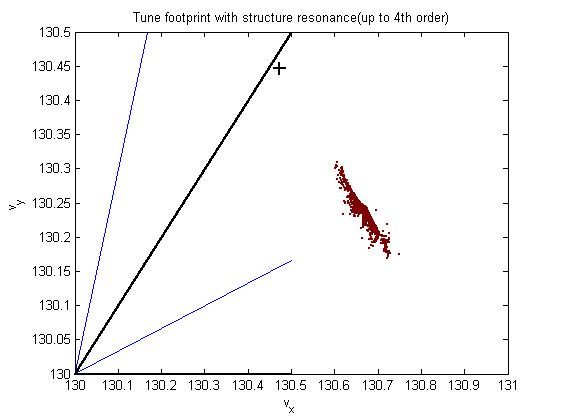 Tune footprint with structure resonance(up to 4th order)
130.5
130.45
130.4
130.35
130.3
130.25
130.2
130.15
130.1
130.05
130
v_y
130 130.1 130.2 130.3 130.4 130.5 130.6 130.7 130.8 130.9 131
v_x